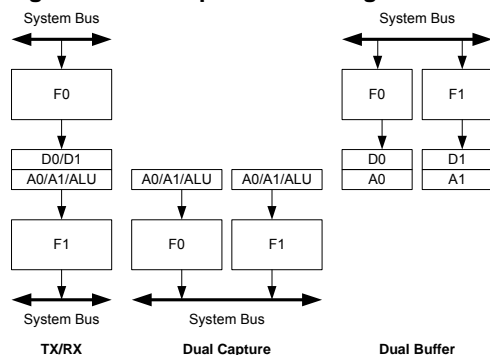 System Bus
System Bus
F0
F0
F1
D0/D1
A0/A1/ALU
A0/A1/ALU
A0/A1/ALU
D0
D1
A0
A1
F1
F0
F1
System Bus
System Bus
TX/RX
Dual Capture
Dual Buffer